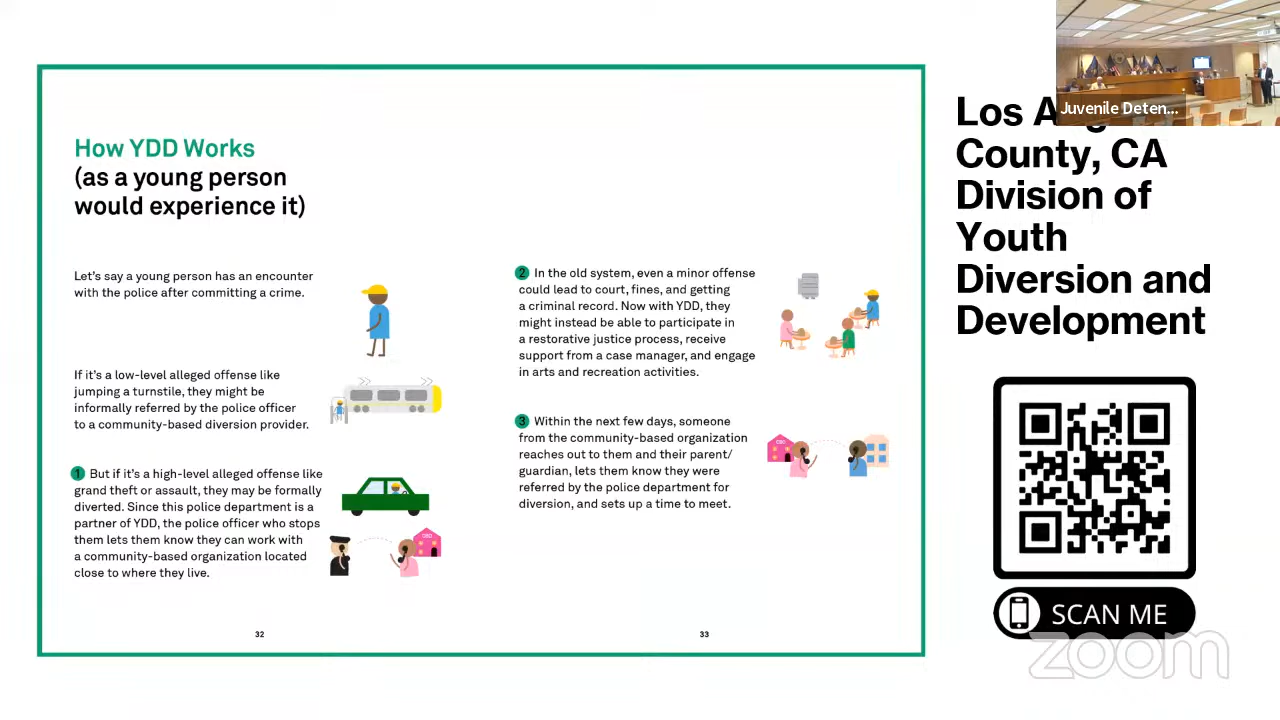 How YDD Works
(as a young person
would experience it)
Let's say a young person has an encounter
with the police after committing a crime.
If it's a low-level alleged offense like
jumping a turnstile, they might be
informally referred by the police officer
to a community-based diversion provider.
1 But if it's a high-level alleged offense like
grand theft or assault, they may be formally
diverted. Since this police department is a
partner of YDD, the police officer who stops
them lets them know they can work with
a community-based organization located
close to where they live.
CBO
32
2 In the old system, even a minor offense
could lead to court, fines, and getting
a criminal record. Now with YDD, they
might instead be able to participate in
a restorative justice process, receive
support from a case manager, and engage
in arts and recreation activities.
3 Within the next few days, someone
from the community-based organization
reaches out to them and their parent/
guardian, lets them know they were
referred by the police department for
diversion, and sets up a time to meet.
CBO
33
Juvenile Deten...
Los
County, CA
Division of
Youth
Diversion and
Development
SCAN ME
zoom